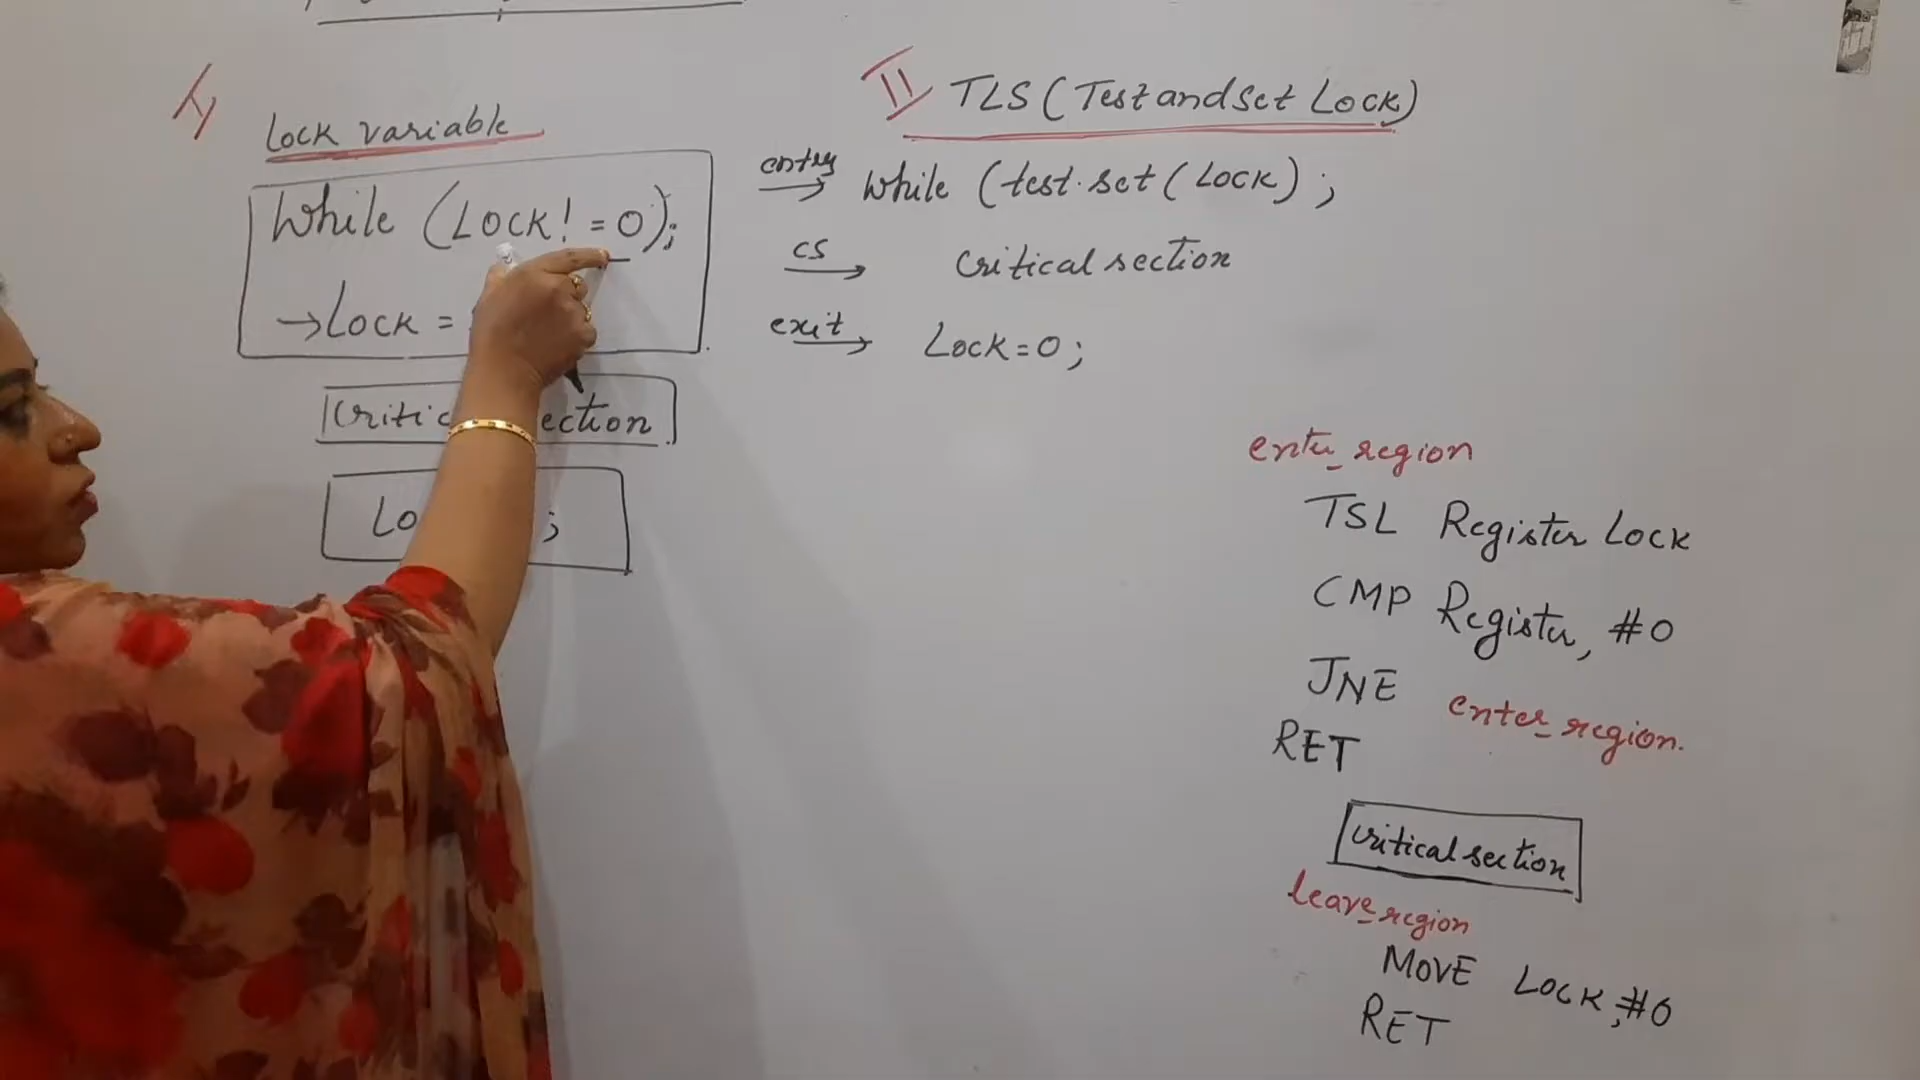 I)
Lock variable
While (Lock! = 0);
→Lock =
critic ection
Lo ;
II) TLS (Test and Set Lock)
entry → while (test.set (Lock) ;
cs → critical section
exit → Lock=0 ;
enter_region
TSL Register Lock
CMP Register, #0
JNE enter_region.
RET
critical section
leave_region
MOVE Lock, #0
RET